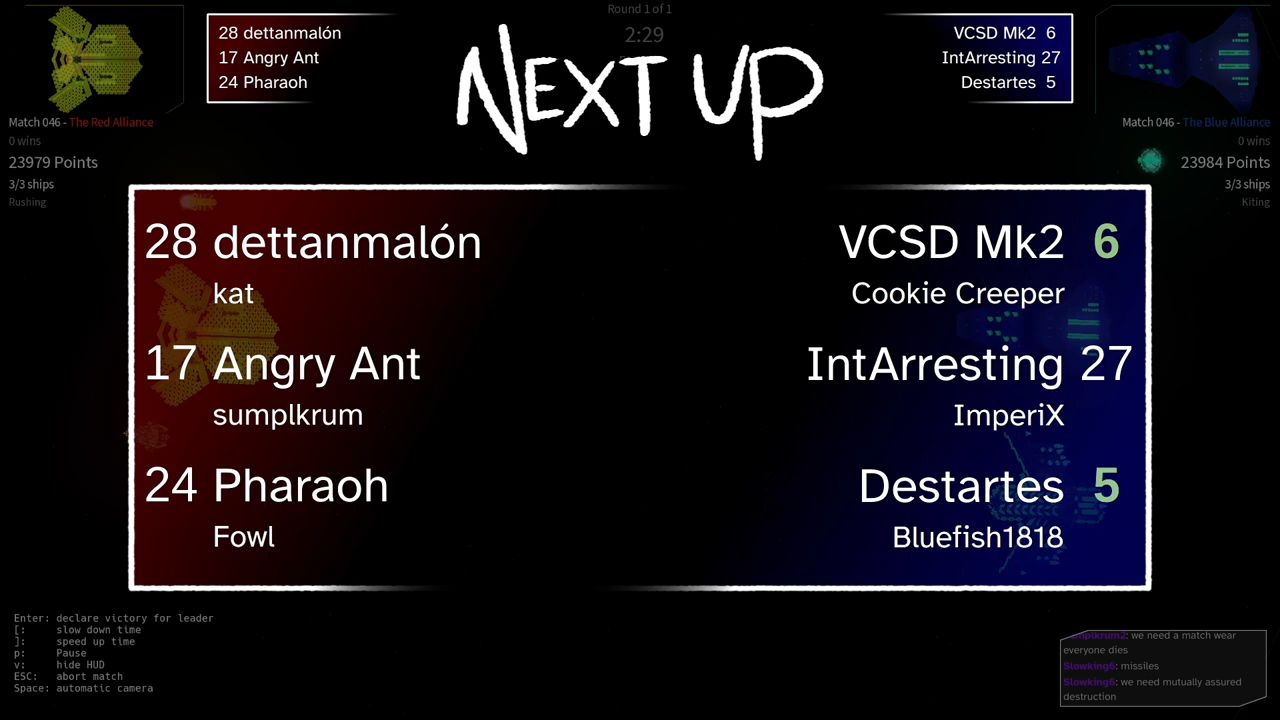 Round 1 of 1
2:29
28 dettanmalón
17 Angry Ant
24 Pharaoh
NEXT UP
VCSD Mk2 6
IntArresting 27
Destartes 5
Match 046 - The Red Alliance
0 wins
23979 Points
3/3 ships
Rushing
Match 046 - The Blue Alliance
0 wins
23984 Points
3/3 ships
Kiting
28 dettanmalón
kat
17 Angry Ant
sumplkrum
24 Pharaoh
Fowl
VCSD Mk2 6
Cookie Creeper
IntArresting 27
ImperiX
Destartes 5
Bluefish1818
Enter: declare victory for leader
[: slow down time
]: speed up time
p: Pause
v: hide HUD
ESC: abort match
Space: automatic camera
we need a match wear
everyone dies
Slowking6: missiles
Slowking6: we need mutually assured
destruction